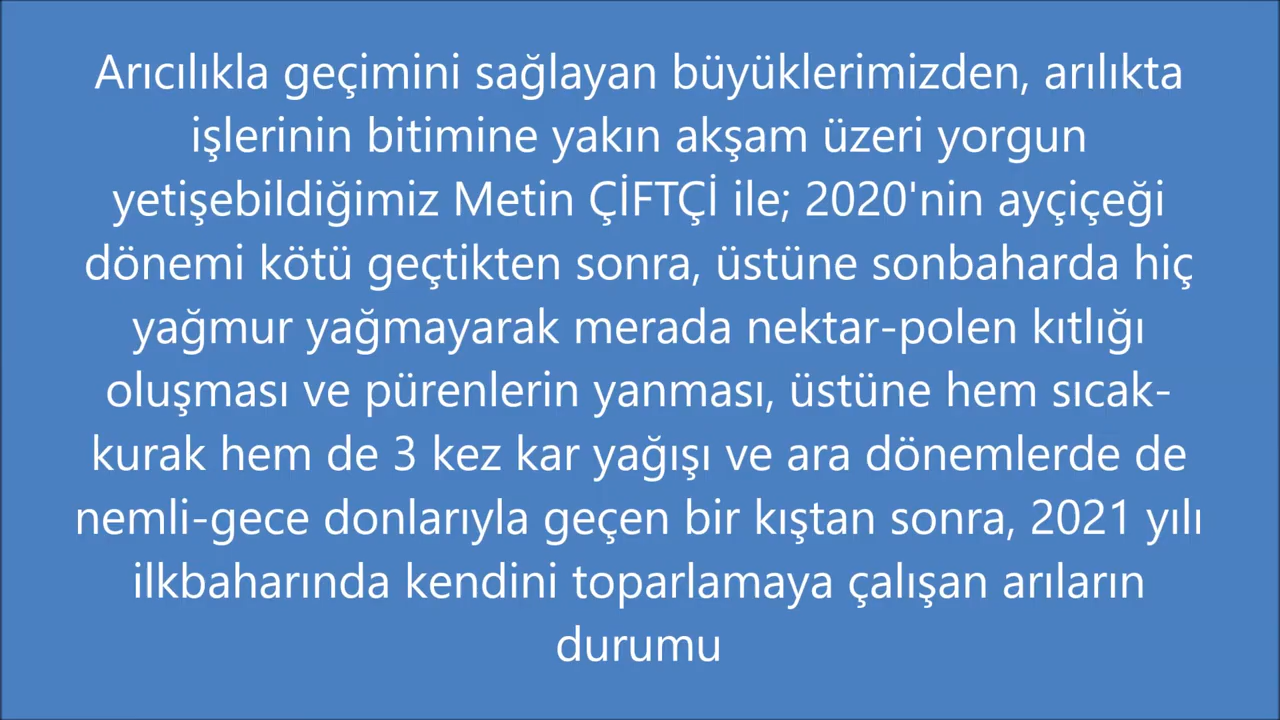 Arıcılıkla geçimini sağlayan büyüklerimizden, arılıkta
işlerinin bitimine yakın akşam üzeri yorgun
yetişebildiğimiz Metin ÇİFTÇİ ile; 2020'nin ayçiçeği
dönemi kötü geçtikten sonra, üstüne sonbaharda hiç
yağmur yağmayarak merada nektar-polen kıtlığı
oluşması ve pürenlerin yanması, üstüne hem sıcak-
kurak hem de 3 kez kar yağışı ve ara dönemlerde de
nemli-gece donlarıyla geçen bir kıştan sonra, 2021 yılı
ilkbaharında kendini toparlamaya çalışan arıların
durumu